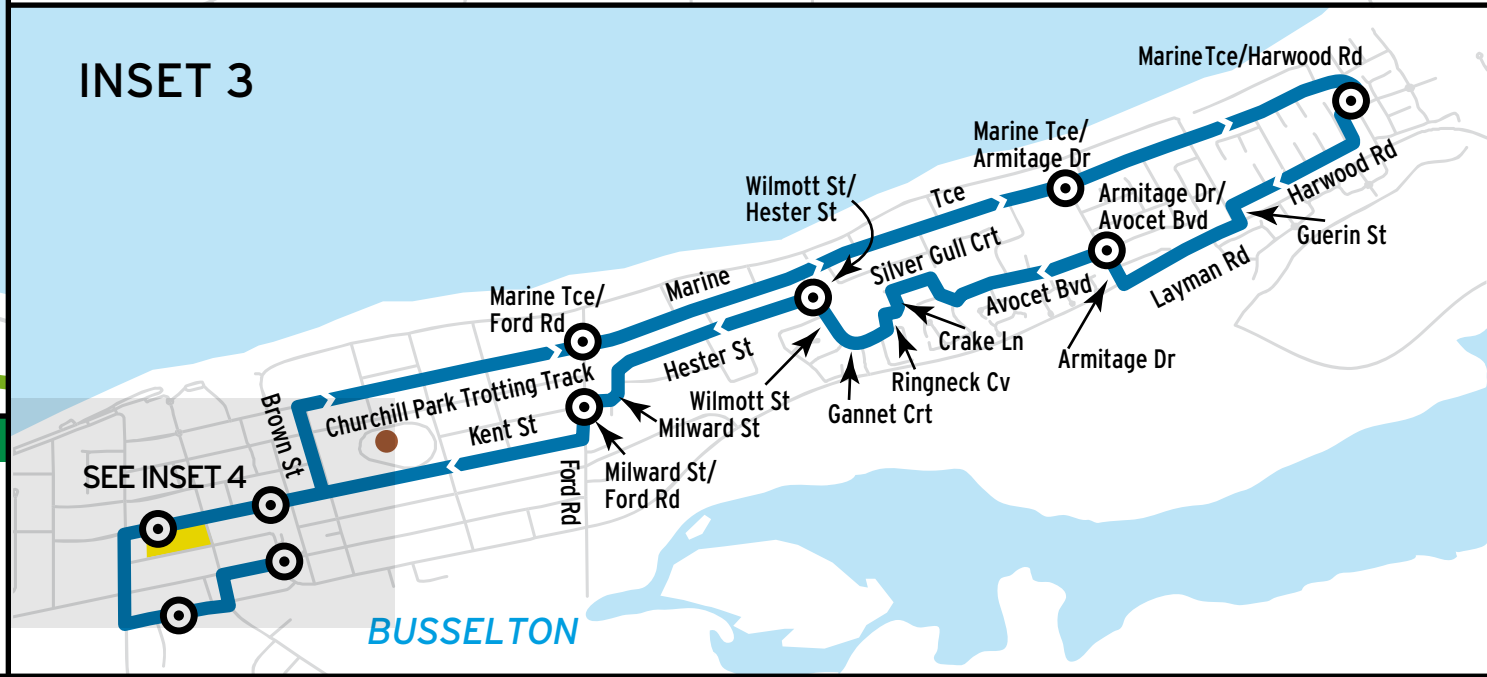 INSET 3
MarineTce/Harwood Rd
Marine Tce/
Armitage Dr
Wilmott St/
Hester St
Tce
Armitage Dr/
Avocet Bvd
Harwood Rd
Guerin St
Silver Gull Crt
Layman Rd
Marine
Avocet Bvd
Marine Tce/
Ford Rd
Crake Ln
Armitage Dr
Hester St
Ringneck Cv
Churchill Park Trotting Track
Wilmott St
Gannet Crt
Brown St
Kent St
Milward St
Milward St/
Ford Rd
Ford Rd
SEE INSET 4
BUSSELTON